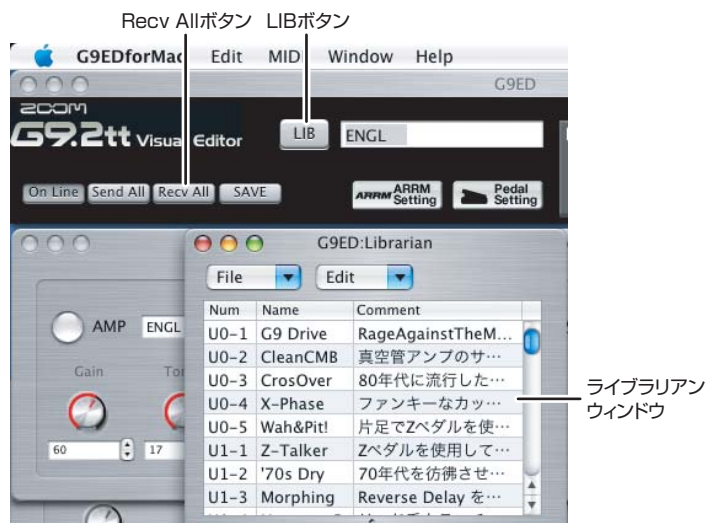 Recv Allボタン LIBボタン
G9EDforMac Edit MIDI Window Help
G9ED
ZOOM
G9.2tt Visual Editor
LIB ENGL
On Line Send All Recv All SAVE
ARRM ARRM Setting Pedal Setting
G9ED:Librarian
File Edit
Num Name Comment
AMP ENGL
Gain
60 17
U0-1 G9 Drive RageAgainstTheM...
U0-2 CleanCMB 真空管アンプのサ…
U0-3 CrosOver 80年代に流行した…
U0-4 X-Phase ファンキーなカッ…
U0-5 Wah&Pit! 片足でZペダルを使…
U1-1 Z-Talker Zペダルを使用して…
U1-2 '70s Dry 70年代を彷彿させ…
U1-3 Morphing Reverse Delay を…
ライブラリアン
ウィンドウ